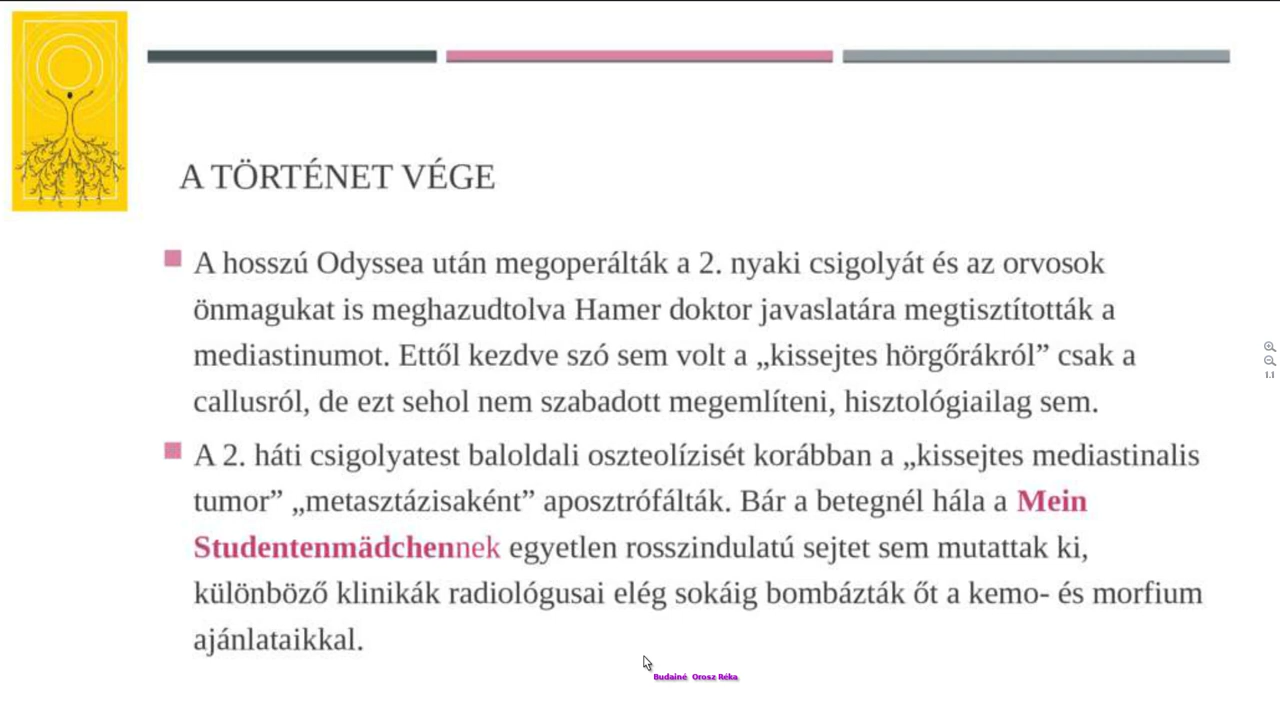 A TÖRTÉNET VÉGE
A hosszú Odyssea után megoperálták a 2. nyaki csigolyát és az orvosok
önmagukat is meghazudtolva Hamer doktor javaslatára megtisztították a
mediastinumot. Ettől kezdve szó sem volt a „kissejtes hörgőrákról” csak a
callusról, de ezt sehol nem szabadott megemlíteni, hisztológiailag sem.
A 2. háti csigolyatest baloldali oszteolízisét korábban a „kissejtes mediastinalis
tumor” „metasztázisaként” aposztrófálták. Bár a betegnél hála a Mein
Studentenmädchennek egyetlen rosszindulatú sejtet sem mutattak ki,
különböző klinikák radiológusai elég sokáig bombázták őt a kemo- és morfium
ajánlataikkal.
1:1
Budainé Orosz Réka